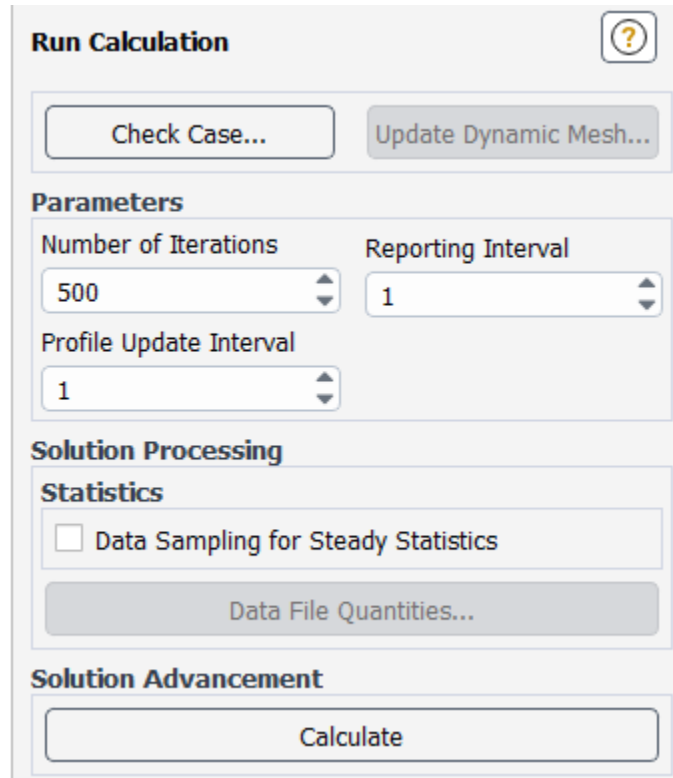 Run Calculation
?
Check Case...
Update Dynamic Mesh...
Parameters
Number of Iterations
Reporting Interval
500
1
Profile Update Interval
1
Solution Processing
Statistics
Data Sampling for Steady Statistics
Data File Quantities...
Solution Advancement
Calculate